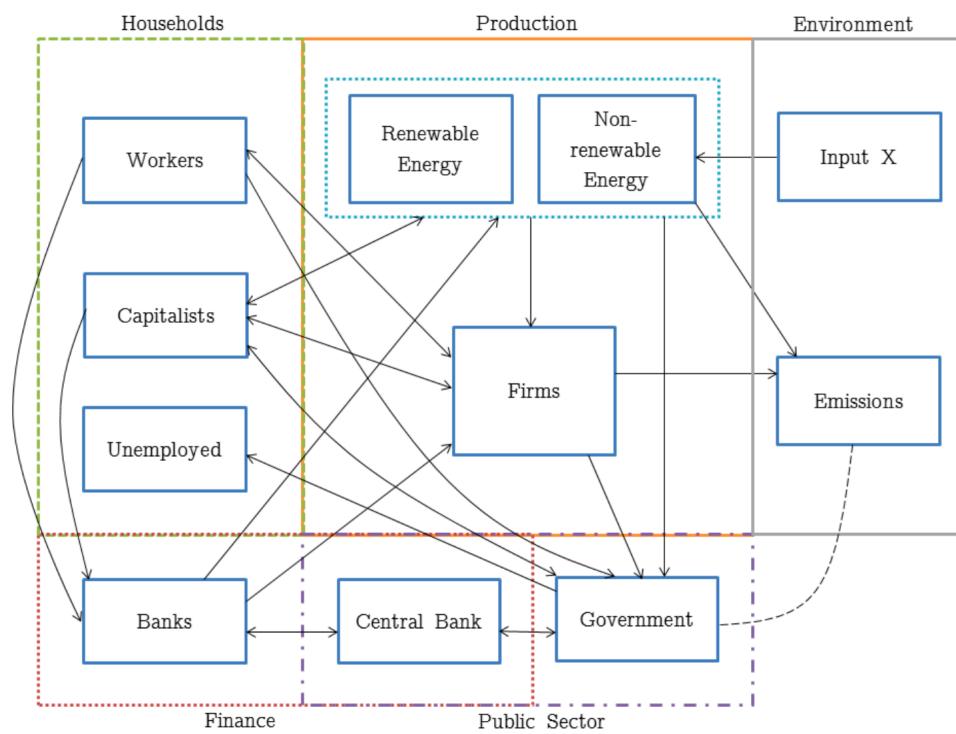 Households
Production
Environment
Renewable
Energy
Non-
renewable
Energy
Input X
Workers
Capitalists
Unemployed
Firms
Emissions
Banks
Central Bank
Government
Finance
Public Sector